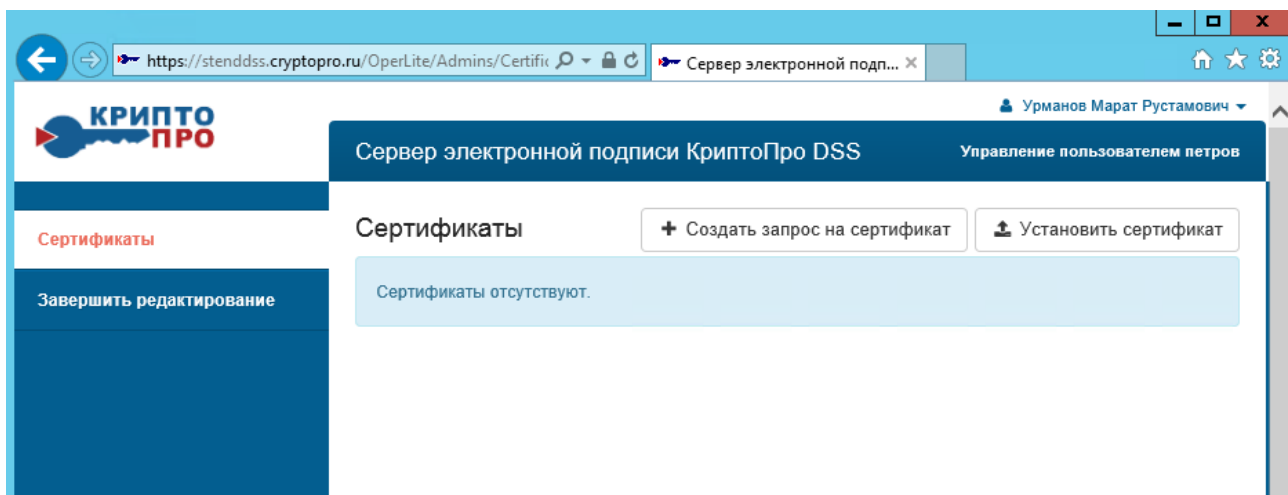 https://stenddss.cryptopro.ru/OperLite/Admins/Certific
Сервер электронной подп...
КРИПТО
ПРО
Урманов Марат Рустамович
Сервер электронной подписи КриптоПро DSS
Управление пользователем петров
Сертификаты
Сертификаты
+ Создать запрос на сертификат
Установить сертификат
Завершить редактирование
Сертификаты отсутствуют.